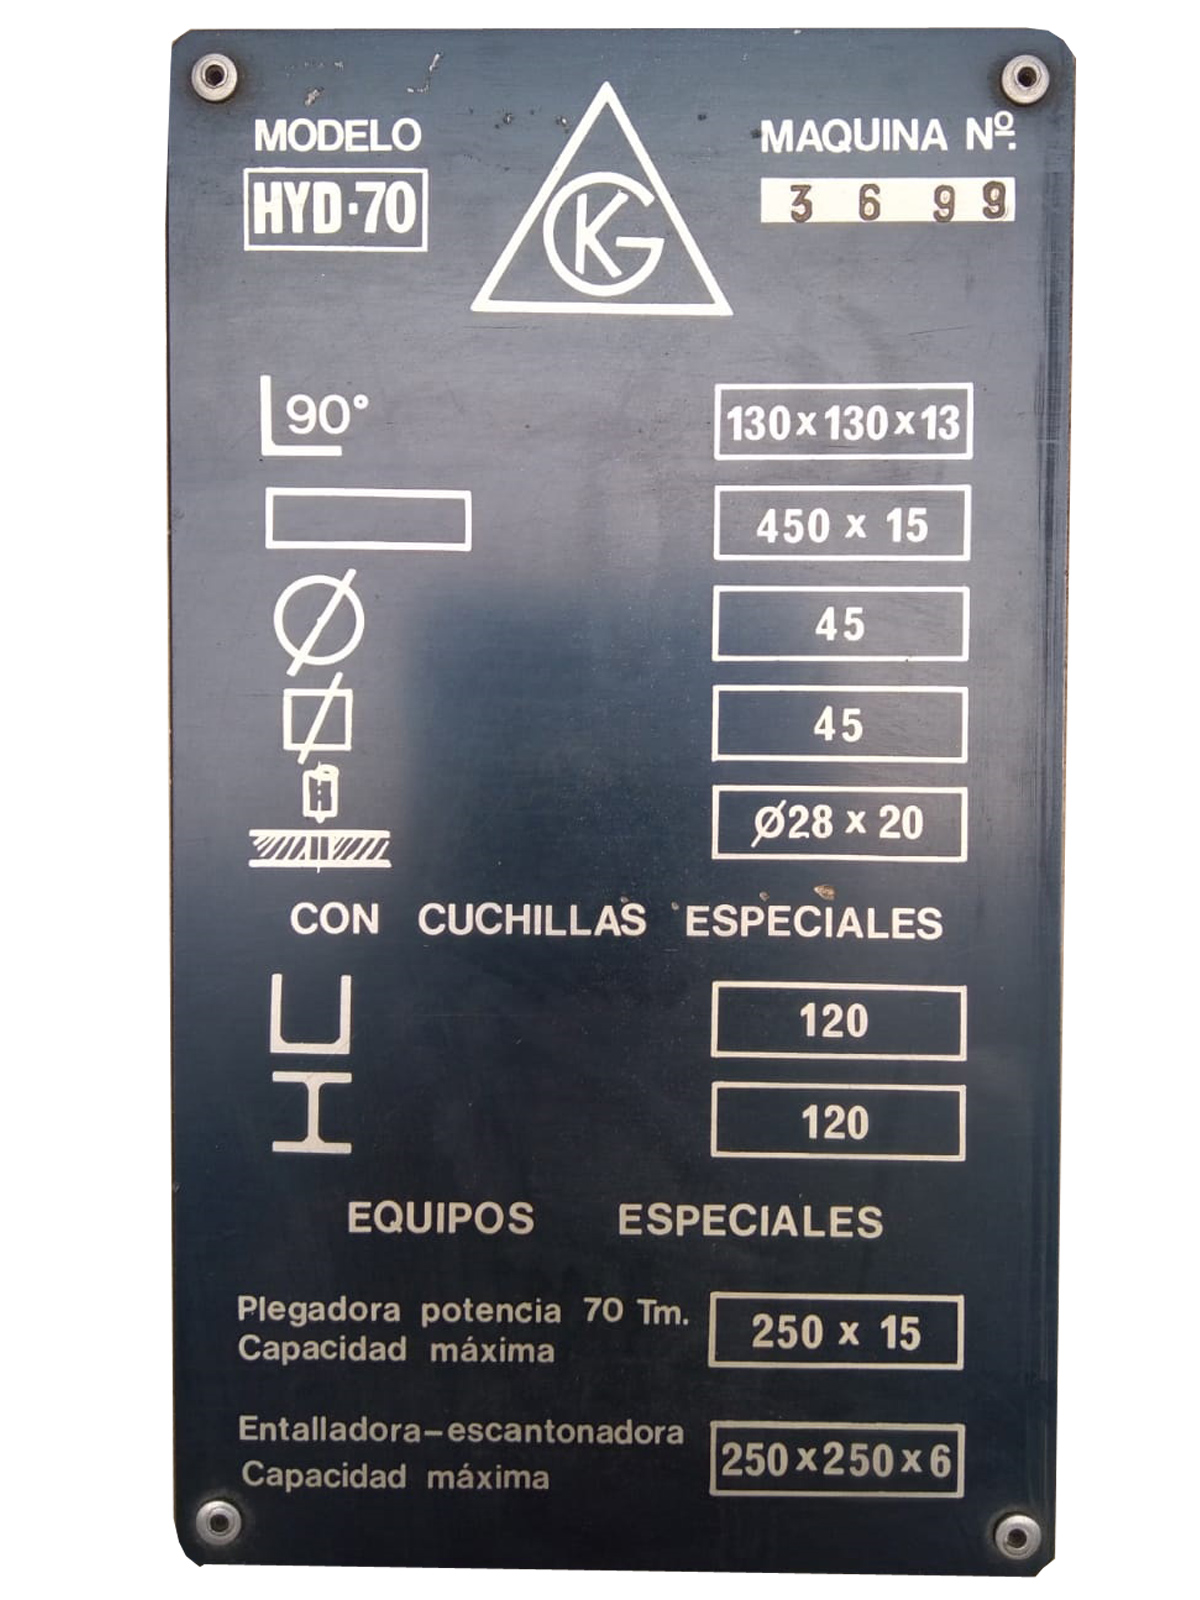 MODELO
MAQUINA Nº.
HYD·70
3 6 9 9
KG
90°
130x130x13
450 x 15
45
45
Ø28 x 20
CON CUCHILLAS ESPECIALES
120
120
EQUIPOS ESPECIALES
Plegadora potencia 70 Tm.
Capacidad máxima
250 x 15
Entalladora-escantonadora
Capacidad máxima
250x250x6